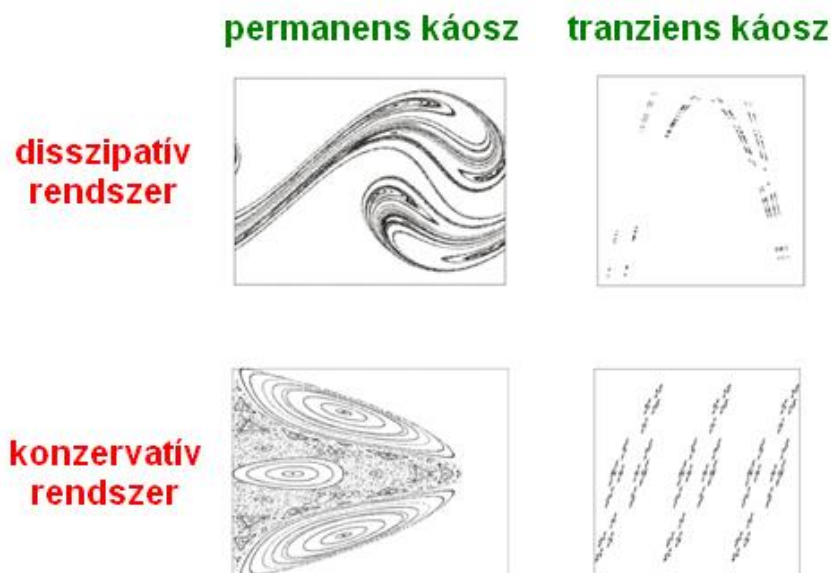 permanens káosz tranziens káosz
disszipatív
rendszer
konzervatív
rendszer